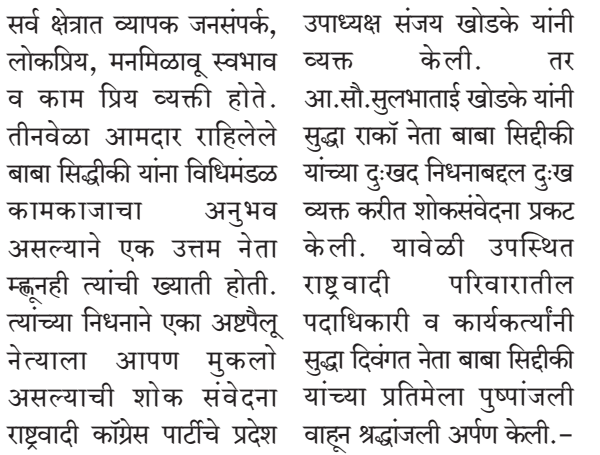 सर्व क्षेत्रात व्यापक जनसंपर्क,
लोकप्रिय, मनमिळावू स्वभाव
व काम प्रिय व्यक्ती होते.
तीनवेळा आमदार राहिलेले
बाबा सिद्धीकी यांना विधिमंडळ
कामकाजाचा अनुभव
असल्याने एक उत्तम नेता
म्ह्णूनही त्यांची ख्याती होती.
त्यांच्या निधनाने एका अष्टपैलू
नेत्याला आपण मुकलो
असल्याची शोक संवेदना
राष्ट्रवादी कॉग्रेस पार्टीचे प्रदेश
उपाध्यक्ष संजय खोडके यांनी
व्यक्त केली. तर
आ.सौ.सुलभाताई खोडके यांनी
सुद्धा राकॉ नेता बाबा सिद्दीकी
यांच्या दुःखद निधनाबद्दल दुःख
व्यक्त करीत शोकसंवेदना प्रकट
केली. यावेळी उपस्थित
राष्ट्रवादी परिवारातील
पदाधिकारी व कार्यकर्त्यांनी
सुद्धा दिवंगत नेता बाबा सिद्दीकी
यांच्या प्रतिमेला पुष्पांजली
वाहून श्रद्धांजली अर्पण केली.–